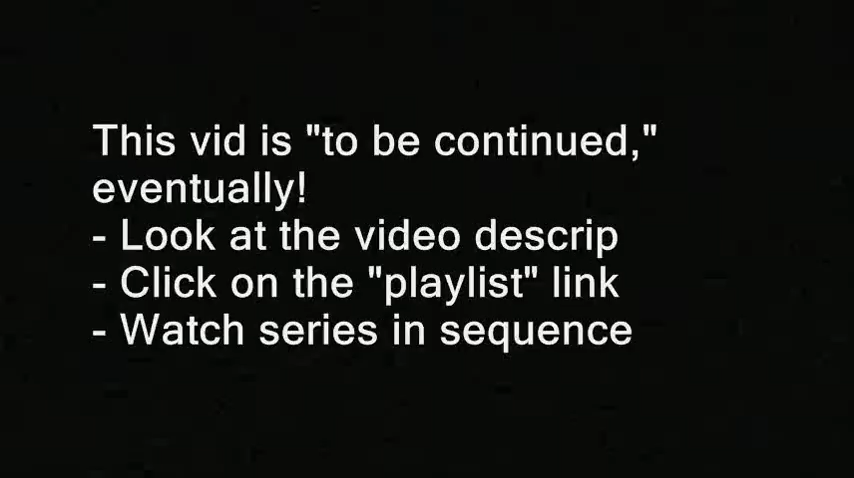 This vid is "to be continued,"
eventually!
- Look at the video descrip
- Click on the "playlist" link
- Watch series in sequence